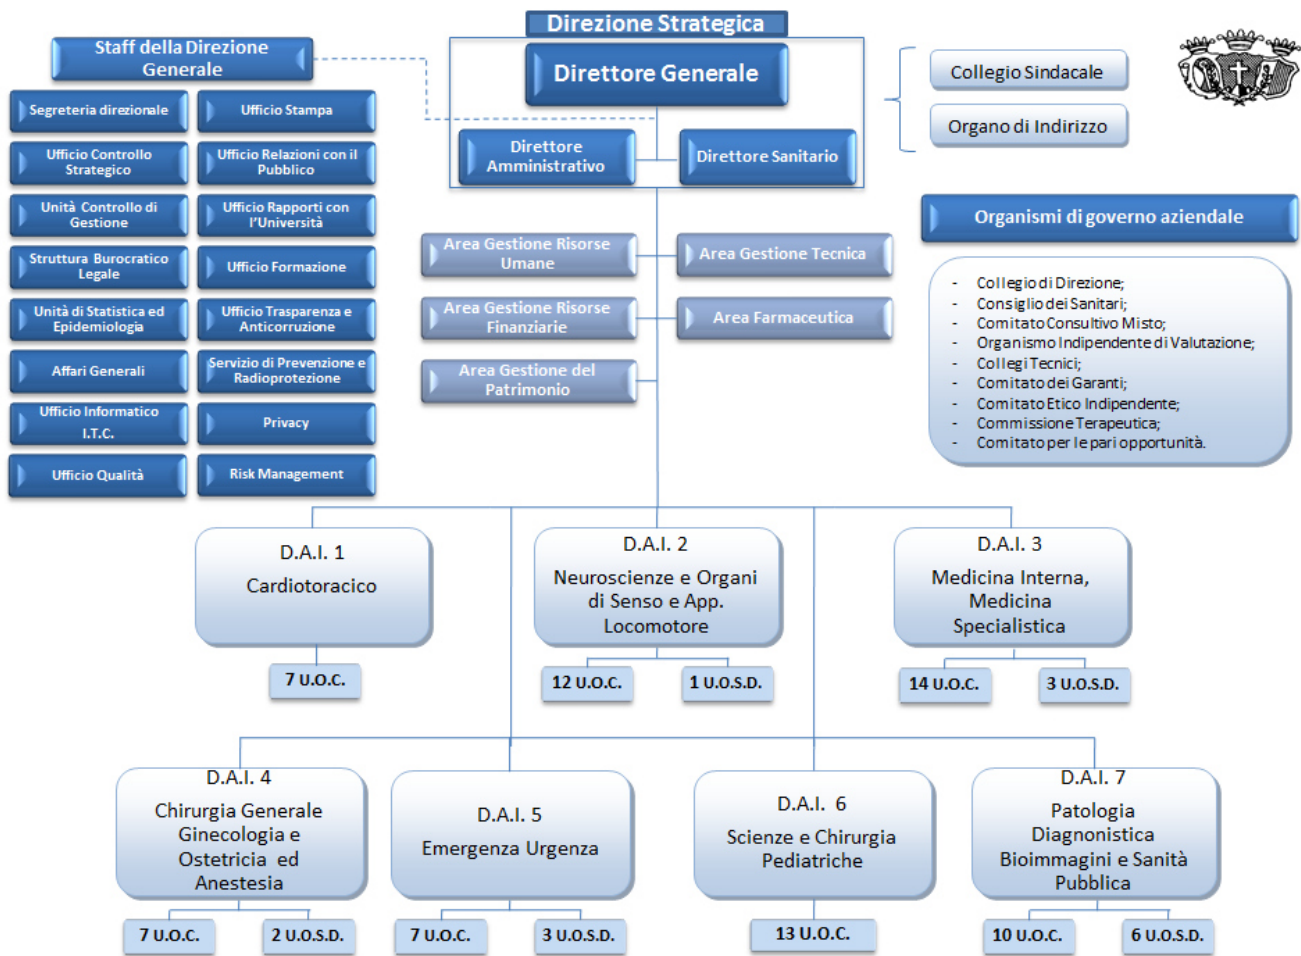 Direzione Strategica
Staff della Direzione
Generale
Direttore Generale
Collegio Sindacale
Organo di Indirizzo
Segreteria direzionale
Ufficio Stampa
Ufficio Controllo
Strategico
Ufficio Relazioni con il
Pubblico
Direttore
Amministrativo
Direttore Sanitario
Unità Controllo di
Gestione
Ufficio Rapporti con
l'Università
Struttura Burocratico
Legale
Ufficio Formazione
Unità di Statistica ed
Epidemiologia
Ufficio Trasparenza e
Anticorruzione
Affari Generali
Servizio di Prevenzione e
Radioprotezione
Ufficio Informatico
I.T.C.
Privacy
Ufficio Qualità
Risk Management
Area Gestione Risorse
Umane
Area Gestione Tecnica
Area Gestione Risorse
Finanziarie
Area Farmaceutica
Area Gestione del
Patrimonio
Organismi di governo aziendale
- Collegio di Direzione;
- Consiglio dei Sanitari;
- Comitato Consultivo Misto;
- Organismo Indipendente di Valutazione;
- Collegi Tecnici;
- Comitato dei Garanti;
- Comitato Etico Indipendente;
- Commissione Terapeutica;
- Comitato per le pari opportunità.
D.A.I. 1
Cardiotoracico
7 U.O.C.
D.A.I. 2
Neuroscienze e Organi
di Senso e App.
Locomotore
12 U.O.C.
1 U.O.S.D.
D.A.I. 3
Medicina Interna,
Medicina
Specialistica
14 U.O.C.
3 U.O.S.D.
D.A.I. 4
Chirurgia Generale
Ginecologia e
Ostetricia ed
Anestesia
7 U.O.C.
2 U.O.S.D.
D.A.I. 5
Emergenza Urgenza
7 U.O.C.
3 U.O.S.D.
D.A.I. 6
Scienze e Chirurgia
Pediatriche
13 U.O.C.
D.A.I. 7
Patologia
Diagnonistica
Bioimmagini e Sanità
Pubblica
10 U.O.C.
6 U.O.S.D.